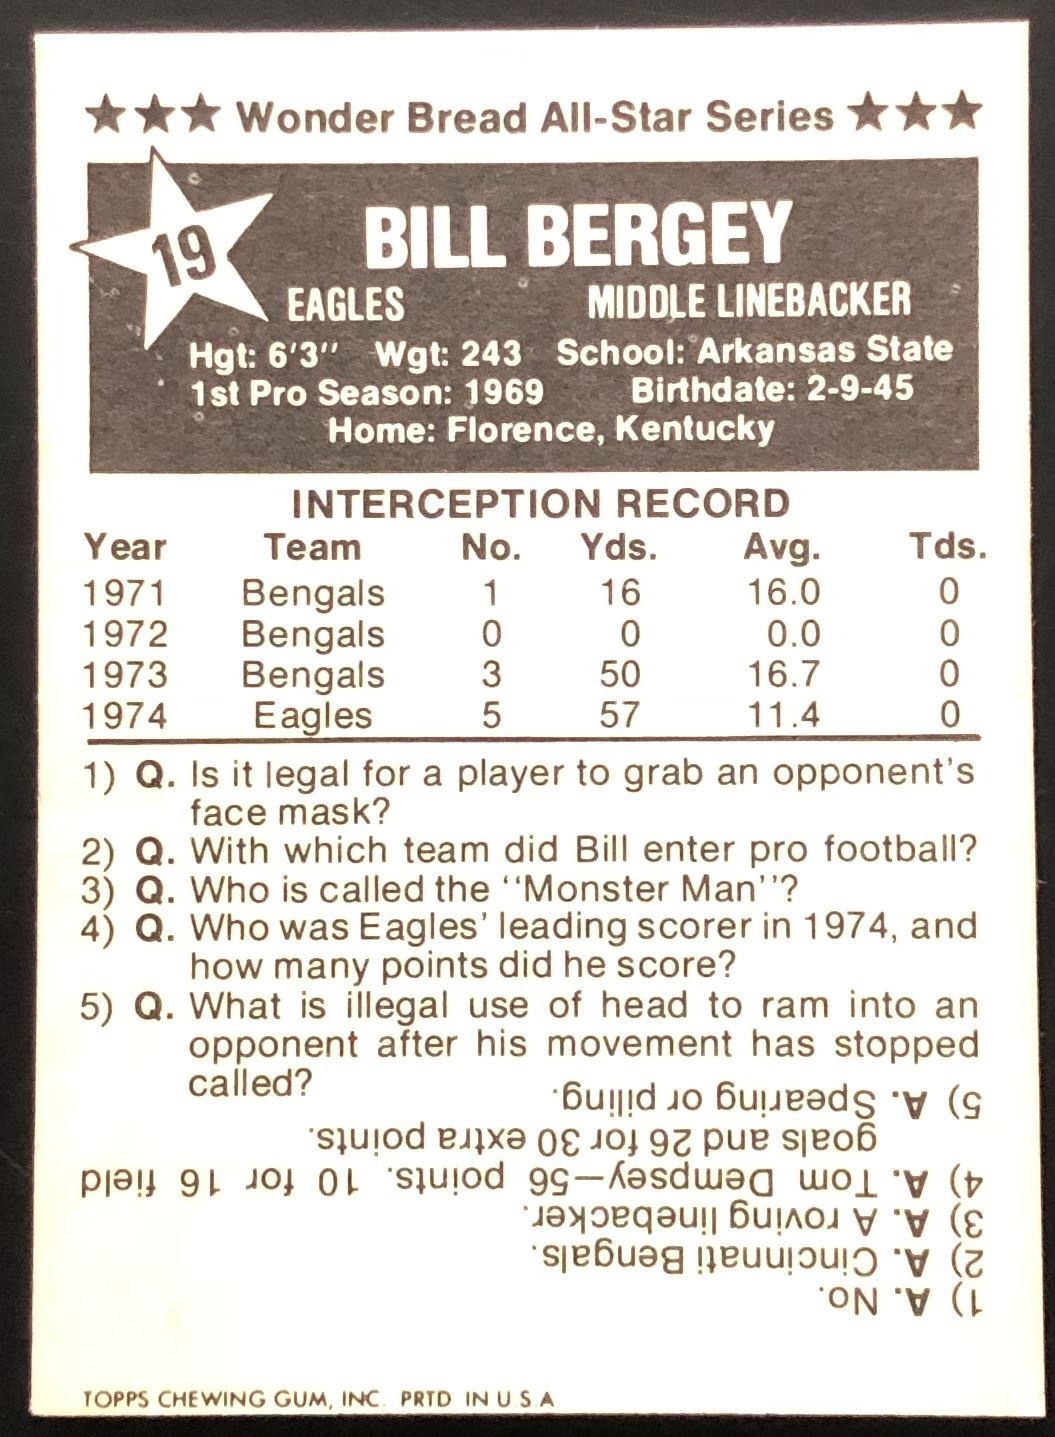 ★★★ Wonder Bread All-Star Series ★★★
19
BILL BERGEY
EAGLES MIDDLE LINEBACKER
Hgt: 6'3" Wgt: 243 School: Arkansas State
1st Pro Season: 1969 Birthdate: 2-9-45
Home: Florence, Kentucky
INTERCEPTION RECORD
Year Team No. Yds. Avg. Tds.
1971 Bengals 1 16 16.0 0
1972 Bengals 0 0 0.0 0
1973 Bengals 3 50 16.7 0
1974 Eagles 5 57 11.4 0
1) Q. Is it legal for a player to grab an opponent's
face mask?
2) Q. With which team did Bill enter pro football?
3) Q. Who is called the "Monster Man"?
4) Q. Who was Eagles' leading scorer in 1974, and
how many points did he score?
5) Q. What is illegal use of head to ram into an
opponent after his movement has stopped
called?
1) A. No.
2) A. Cincinnati Bengals.
3) A. A roving linebacker.
4) A. Tom Dempsey—56 points. 10 for 16 field
goals and 26 for 30 extra points.
5) A. Spearing or piling.
TOPPS CHEWING GUM, INC. PRTD IN U.S.A